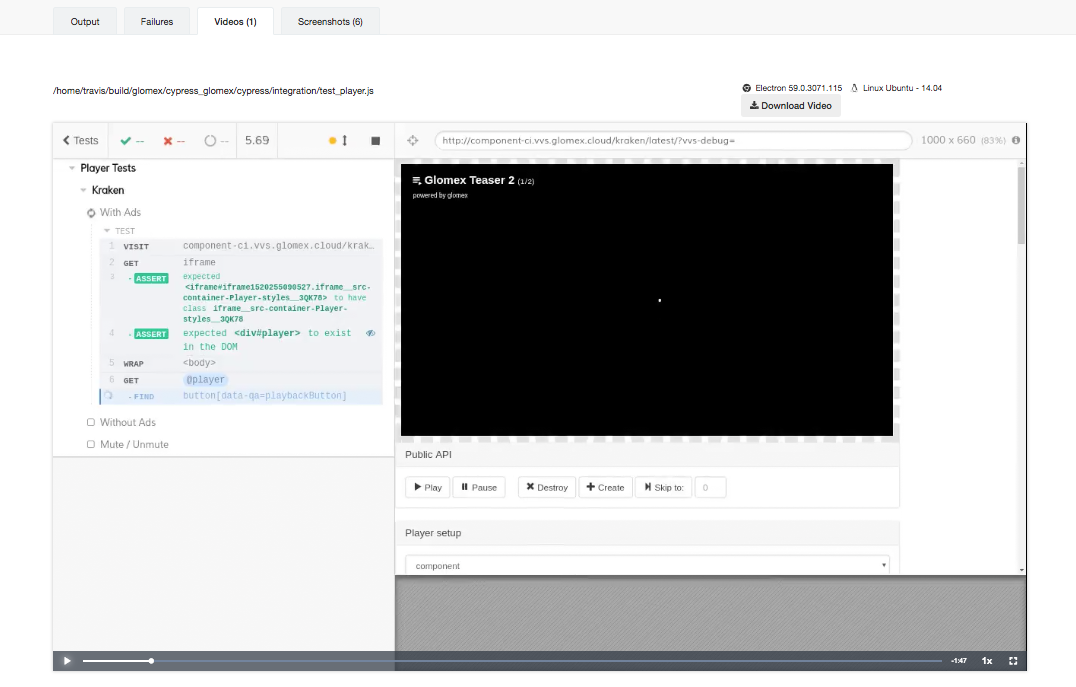 Output Failures Videos (1) Screenshots (6)
/home/travis/build/glomex/cypress_glomex/cypress/integration/test_player.js
Electron 59.0.3071.115 Linux Ubuntu - 14.04
Download Video
Tests -- -- -- 5.69 http://component-ci.vvs.glomex.cloud/kraken/latest/?vvs-debug= 1000 x 660 (83%)
Player Tests
Kraken
With Ads
TEST
1 VISIT component-ci.vvs.glomex.cloud/krak…
2 GET iframe
3 - ASSERT expected
<iframe#iframe1520255090527.iframe__src-
container-Player-styles__3QK78> to have
class iframe__src-container-Player-
styles__3QK78
4 - ASSERT expected <div#player> to exist
in the DOM
5 WRAP <body>
6 GET @player
- FIND button[data-qa=playbackButton]
Without Ads
Mute / Unmute
Glomex Teaser 2 (1/2)
powered by glomex
Public API
Play Pause Destroy Create Skip to: 0
Player setup
component
-1:47 1x